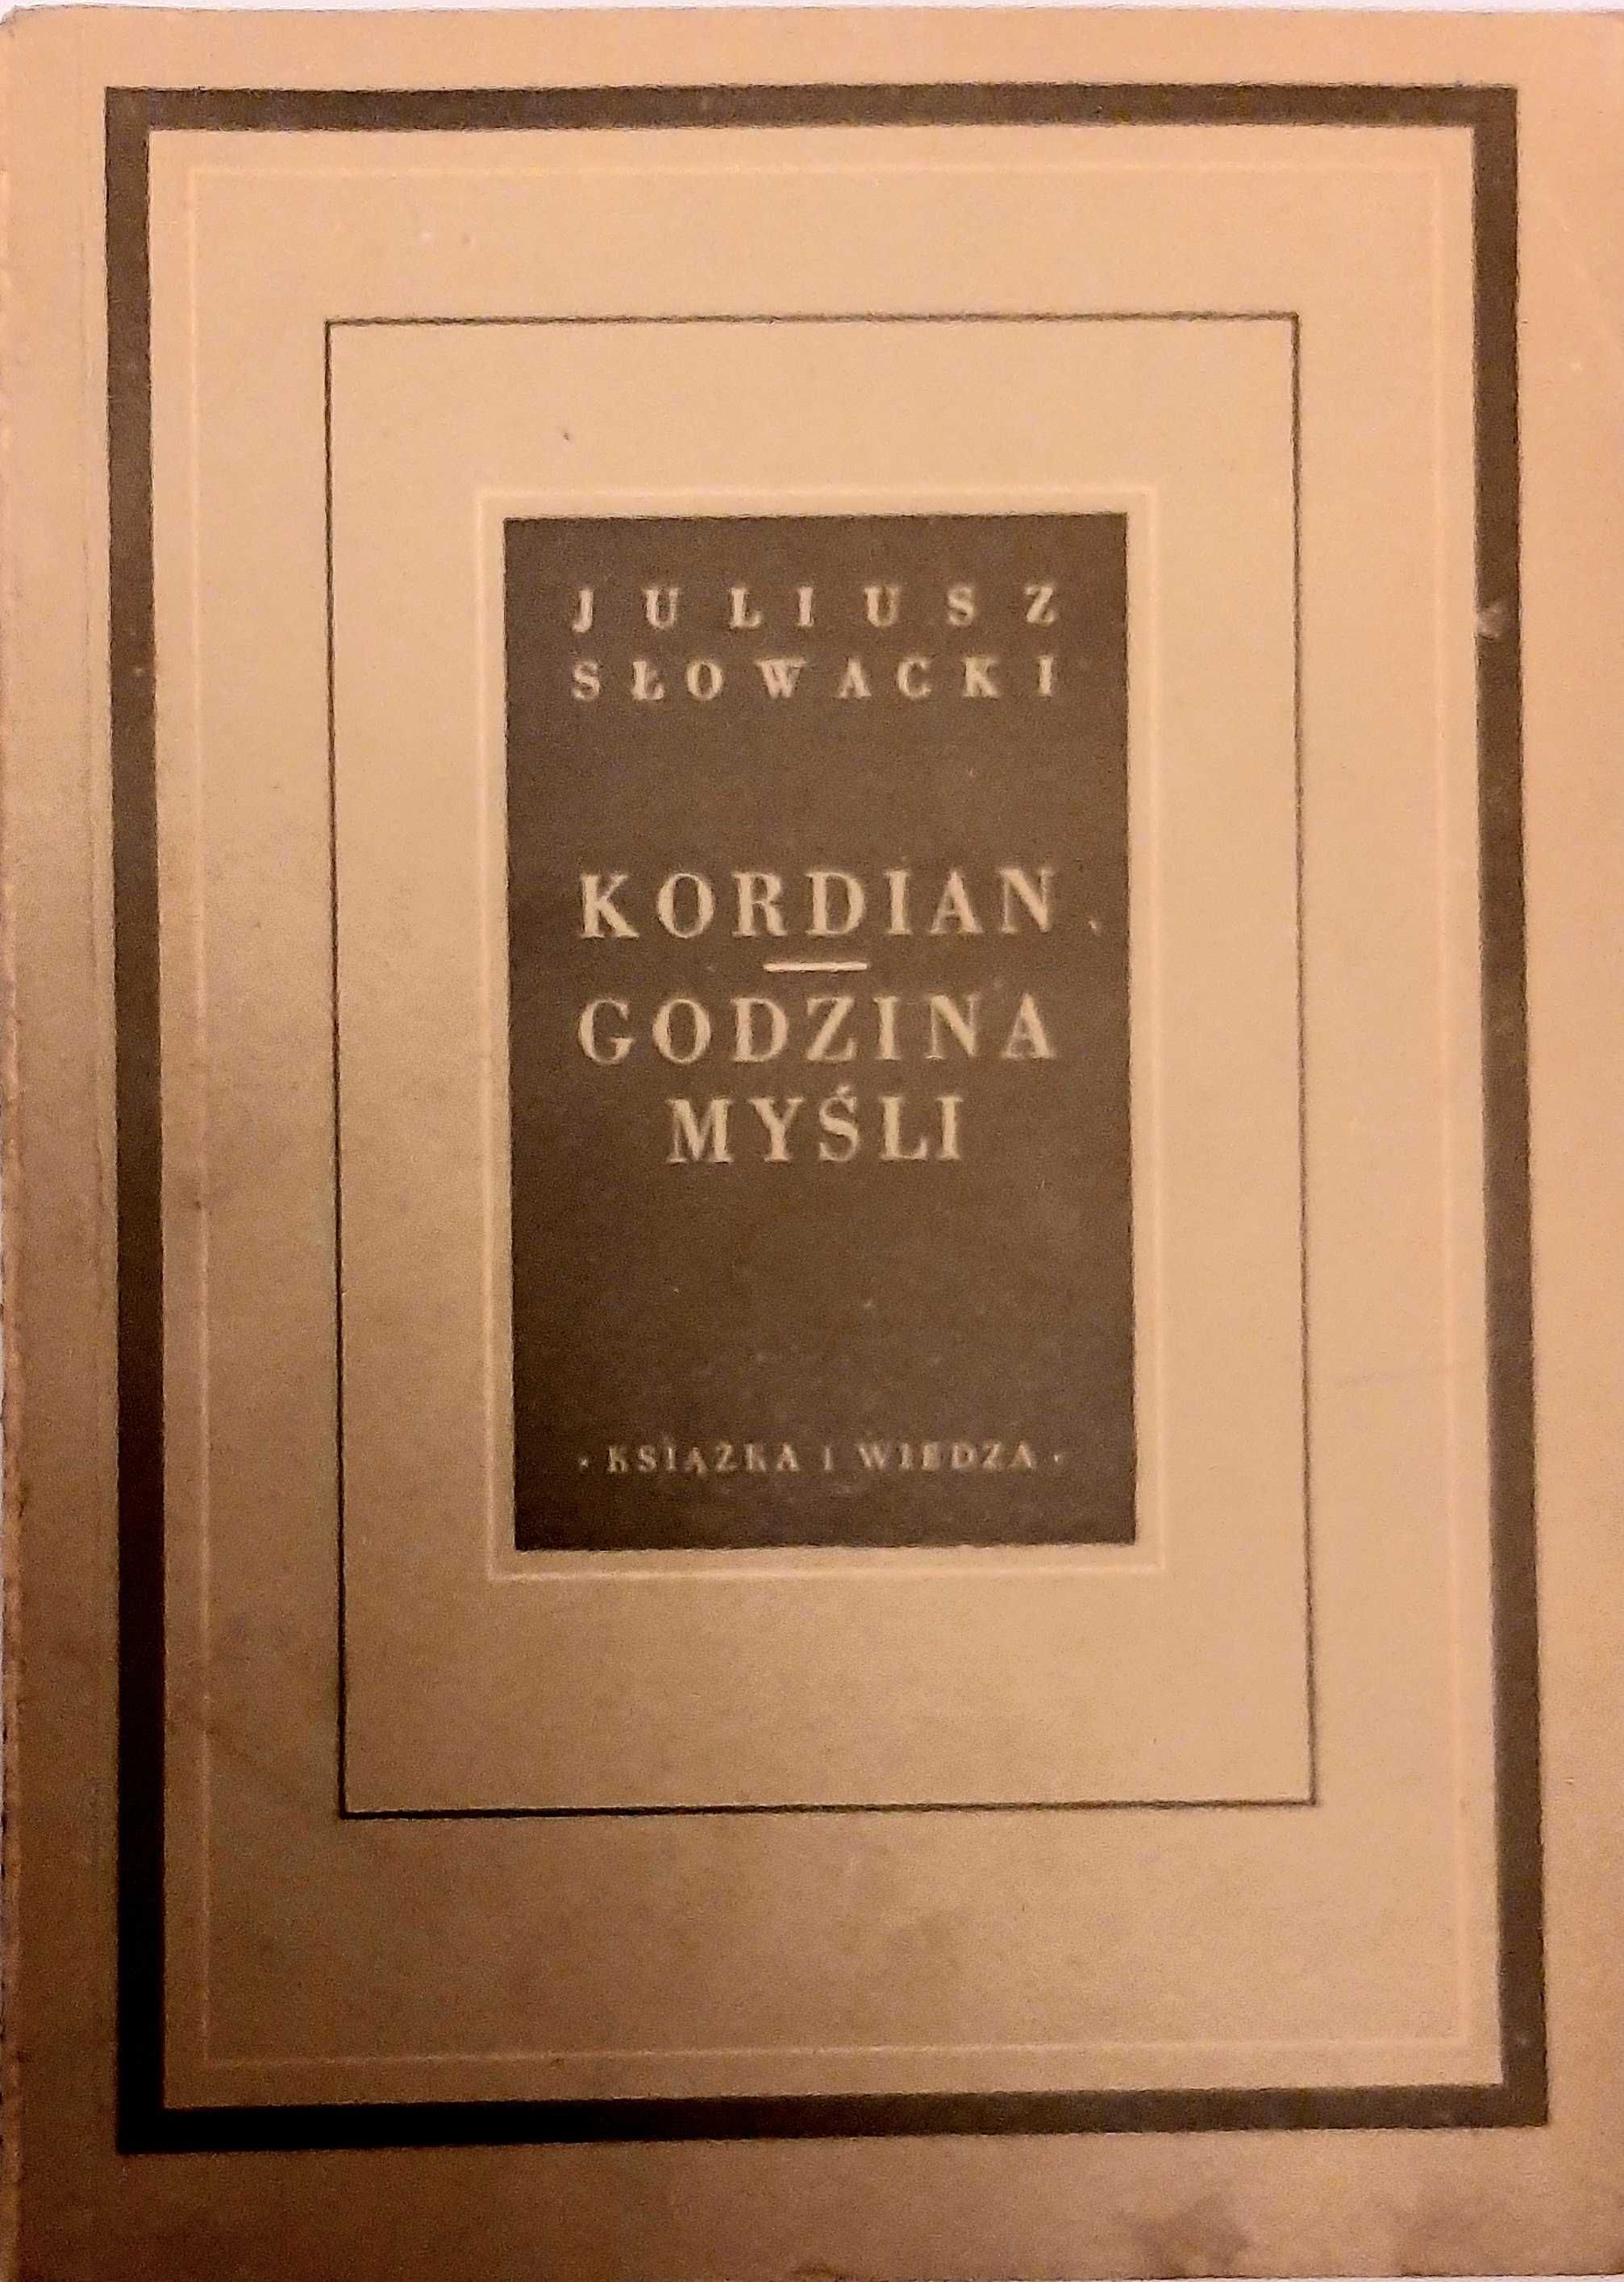 JULIUSZ
SŁOWACKI
KORDIAN
GODZINA
MYŚLI
· KSIĄŻKA I WIEDZA ·